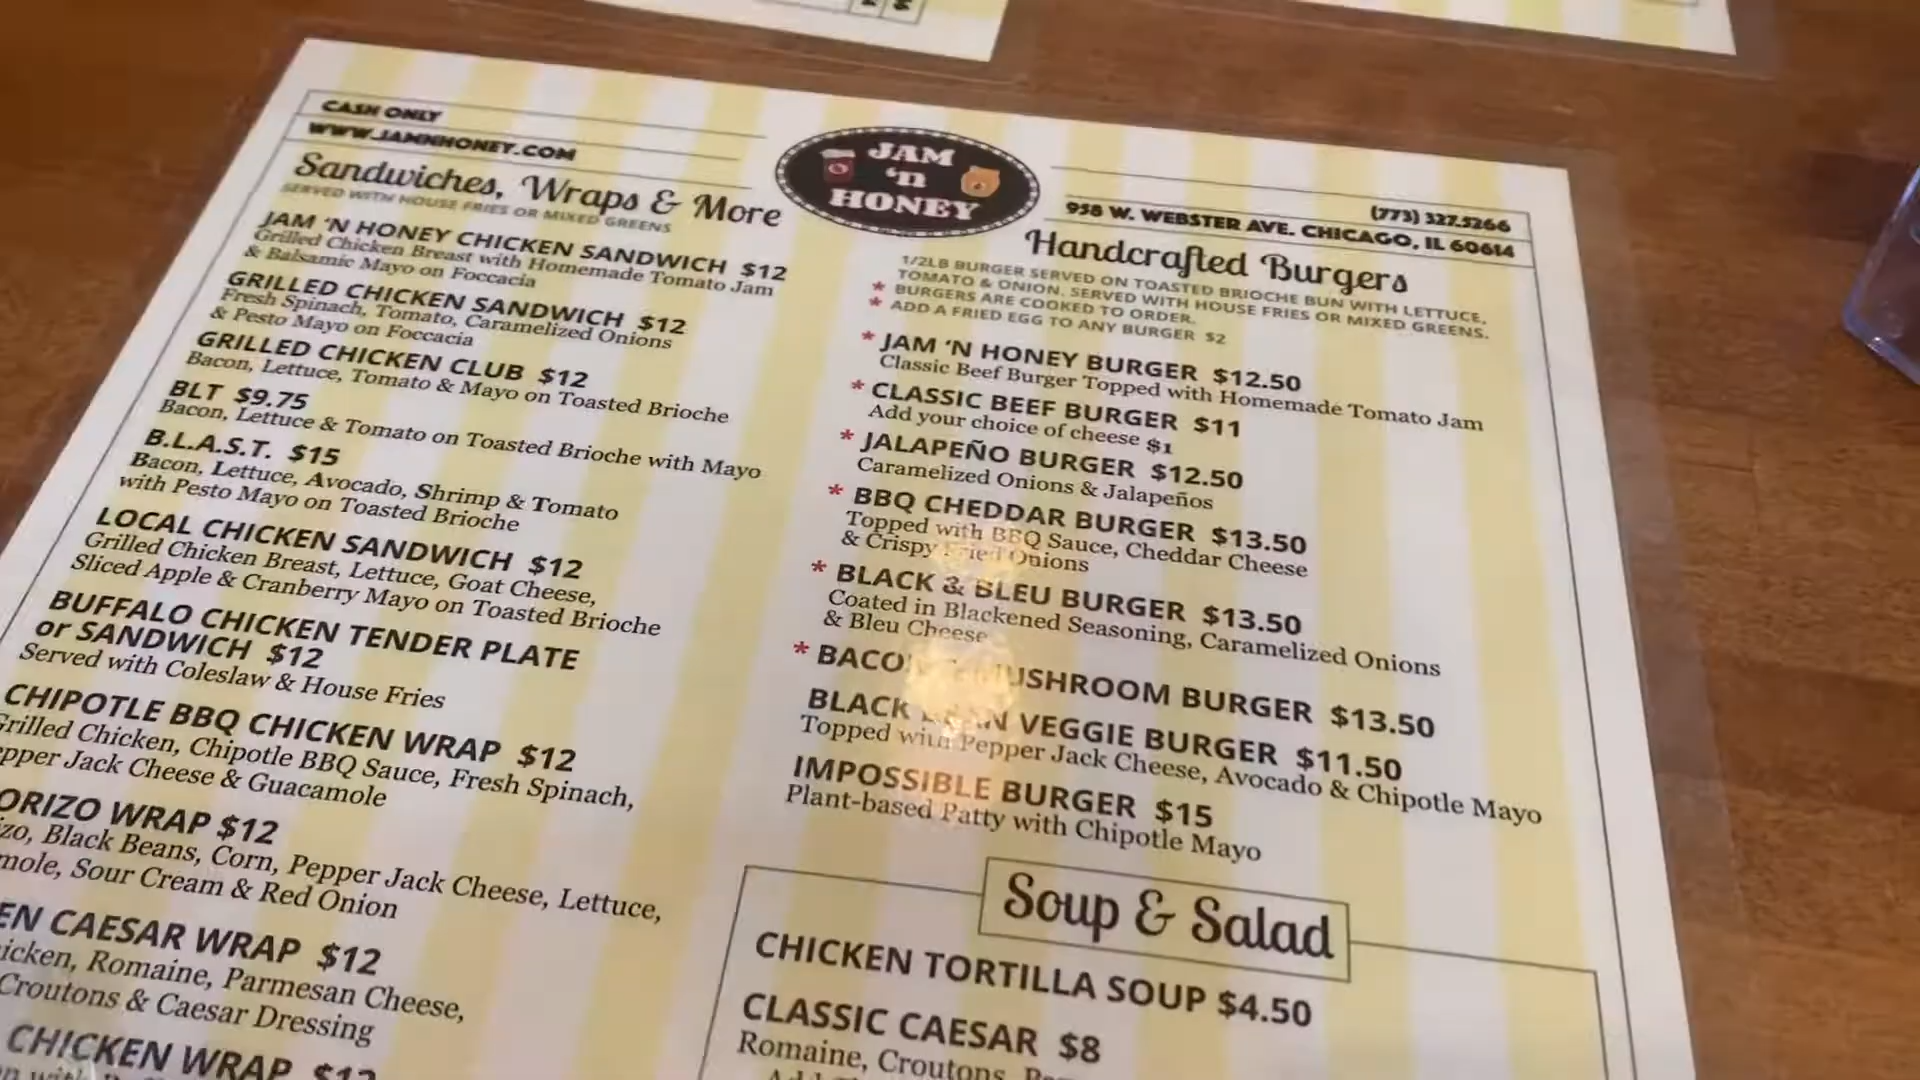 CASH ONLY
WWW.JAMNHONEY.COM
JAM
'n
HONEY
(773) 327.5266
958 W. WEBSTER AVE. CHICAGO, IL 60614
Sandwiches, Wraps & More
SERVED WITH HOUSE FRIES OR MIXED GREENS
JAM 'N HONEY CHICKEN SANDWICH $12
Grilled Chicken Breast with Homemade Tomato Jam
& Balsamic Mayo on Foccacia
GRILLED CHICKEN SANDWICH $12
Fresh Spinach, Tomato, Caramelized Onions
& Pesto Mayo on Foccacia
GRILLED CHICKEN CLUB $12
Bacon, Lettuce, Tomato & Mayo on Toasted Brioche
BLT $9.75
Bacon, Lettuce & Tomato on Toasted Brioche with Mayo
B.L.A.S.T. $15
Bacon, Lettuce, Avocado, Shrimp & Tomato
with Pesto Mayo on Toasted Brioche
LOCAL CHICKEN SANDWICH $12
Grilled Chicken Breast, Lettuce, Goat Cheese,
Sliced Apple & Cranberry Mayo on Toasted Brioche
BUFFALO CHICKEN TENDER PLATE
or SANDWICH $12
Served with Coleslaw & House Fries
CHIPOTLE BBQ CHICKEN WRAP $12
Grilled Chicken, Chipotle BBQ Sauce, Fresh Spinach,
epper Jack Cheese & Guacamole
ORIZO WRAP $12
izo, Black Beans, Corn, Pepper Jack Cheese, Lettuce,
mole, Sour Cream & Red Onion
EN CAESAR WRAP $12
icken, Romaine, Parmesan Cheese,
Croutons & Caesar Dressing
CHICKEN WRAP $12
Handcrafted Burgers
1/2LB BURGER SERVED ON TOASTED BRIOCHE BUN WITH LETTUCE,
TOMATO & ONION. SERVED WITH HOUSE FRIES OR MIXED GREENS.
* BURGERS ARE COOKED TO ORDER.
* ADD A FRIED EGG TO ANY BURGER $2
* JAM 'N HONEY BURGER $12.50
Classic Beef Burger Topped with Homemade Tomato Jam
* CLASSIC BEEF BURGER $11
Add your choice of cheese $1
* JALAPEÑO BURGER $12.50
Caramelized Onions & Jalapeños
* BBQ CHEDDAR BURGER $13.50
Topped with BBQ Sauce, Cheddar Cheese
& Crispy Fried Onions
* BLACK & BLEU BURGER $13.50
Coated in Blackened Seasoning, Caramelized Onions
& Bleu Cheese
* BACON & MUSHROOM BURGER $13.50
BLACK BEAN VEGGIE BURGER $11.50
Topped with Pepper Jack Cheese, Avocado & Chipotle Mayo
IMPOSSIBLE BURGER $15
Plant-based Patty with Chipotle Mayo
Soup & Salad
CHICKEN TORTILLA SOUP $4.50
CLASSIC CAESAR $8
Romaine, Croutons,